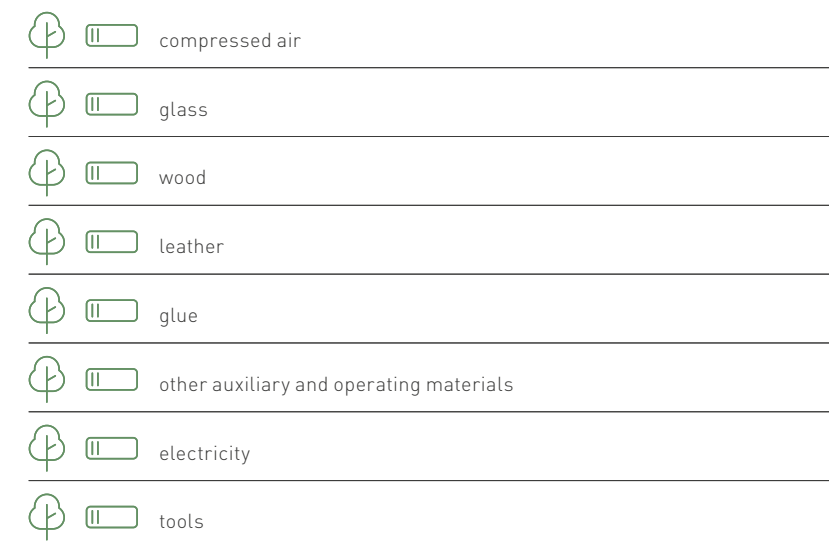 compressed air
glass
wood
leather
glue
other auxiliary and operating materials
electricity
tools